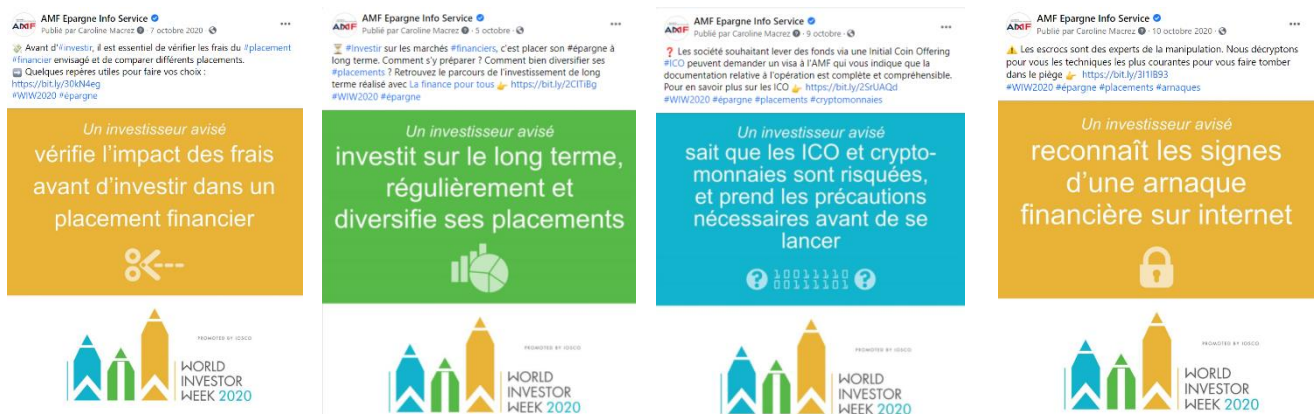 AMF Epargne Info Service
Publié par Caroline Macrez · 7 octobre 2020 ·
💸 Avant d'#investir, il est essentiel de vérifier les frais du #placement
#financier envisagé et de comparer différents placements.
➡️ Quelques repères utiles pour faire vos choix :
https://bit.ly/30kN4eg
#WIW2020 #épargne
Un investisseur avisé
vérifie l'impact des frais
avant d'investir dans un
placement financier
PROMOTED BY IOSCO
WORLD
INVESTOR
WEEK 2020
AMF Epargne Info Service
Publié par Caroline Macrez · 5 octobre ·
⏳ #Investir sur les marchés #financiers, c'est placer son #épargne à
long terme. Comment s'y préparer ? Comment bien diversifier ses
#placements ? Retrouvez le parcours de l'investissement de long
terme réalisé avec La finance pour tous 👉 https://bit.ly/2CITiBg
#WIW2020 #épargne
Un investisseur avisé
investit sur le long terme,
régulièrement et
diversifie ses placements
PROMOTED BY IOSCO
WORLD
INVESTOR
WEEK 2020
AMF Epargne Info Service
Publié par Caroline Macrez · 9 octobre ·
❓ Les société souhaitant lever des fonds via une Initial Coin Offering
#ICO peuvent demander un visa à l'AMF qui vous indique que la
documentation relative à l'opération est complète et compréhensible.
Pour en savoir plus sur les ICO 👉 https://bit.ly/2SrUAQd
#WIW2020 #épargne #placements #cryptomonnaies
Un investisseur avisé
sait que les ICO et crypto-
monnaies sont risquées,
et prend les précautions
nécessaires avant de se
lancer
? 10011110 ?
00111101
PROMOTED BY IOSCO
WORLD
INVESTOR
WEEK 2020
AMF Epargne Info Service
Publié par Caroline Macrez · 10 octobre 2020 ·
⚠️ Les escrocs sont des experts de la manipulation. Nous décryptons
pour vous les techniques les plus courantes pour vous faire tomber
dans le piège 👉 https://bit.ly/3l1IB93
#WIW2020 #épargne #placements #arnaques
Un investisseur avisé
reconnaît les signes
d'une arnaque
financière sur internet
PROMOTED BY IOSCO
WORLD
INVESTOR
WEEK 2020